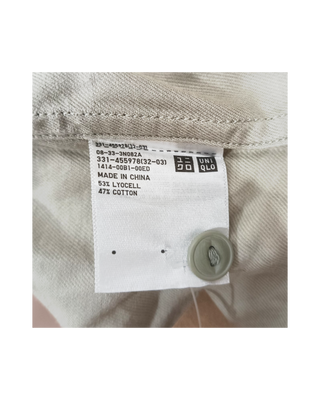 08-33-3N082A
331-455978(32-03)
1414-00B1-00ED
ユニ
クロ
UNI
QLO
MADE IN CHINA
53% LYOCELL
47% COTTON